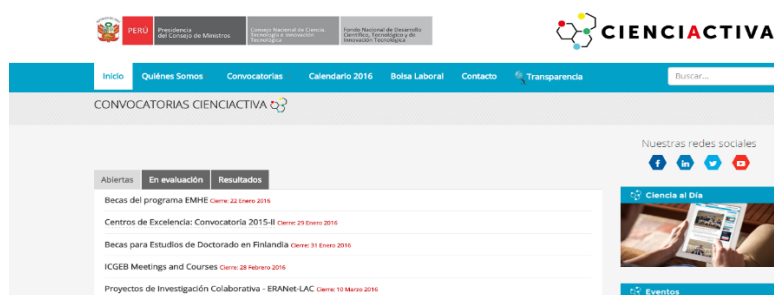 PERÚ
Presidencia
del Consejo de Ministros
Consejo Nacional de Ciencia,
Tecnología e Innovación
Tecnológica
Fondo Nacional de Desarrollo
Científico, Tecnológico y de
Innovación Tecnológica
CIENCIACTIVA
Inicio Quiénes Somos Convocatorias Calendario 2016 Bolsa Laboral Contacto Transparencia Buscar...
CONVOCATORIAS CIENCIACTIVA
Nuestras redes sociales
Abiertas En evaluación Resultados
Becas del programa EMHE Cierre: 22 Enero 2016
Centros de Excelencia: Convocatoria 2015-II Cierre: 29 Enero 2016
Becas para Estudios de Doctorado en Finlandia Cierre: 31 Enero 2016
ICGEB Meetings and Courses Cierre: 28 Febrero 2016
Proyectos de Investigación Colaborativa - ERANet-LAC Cierre: 10 Marzo 2016
Ciencia al Día
Eventos